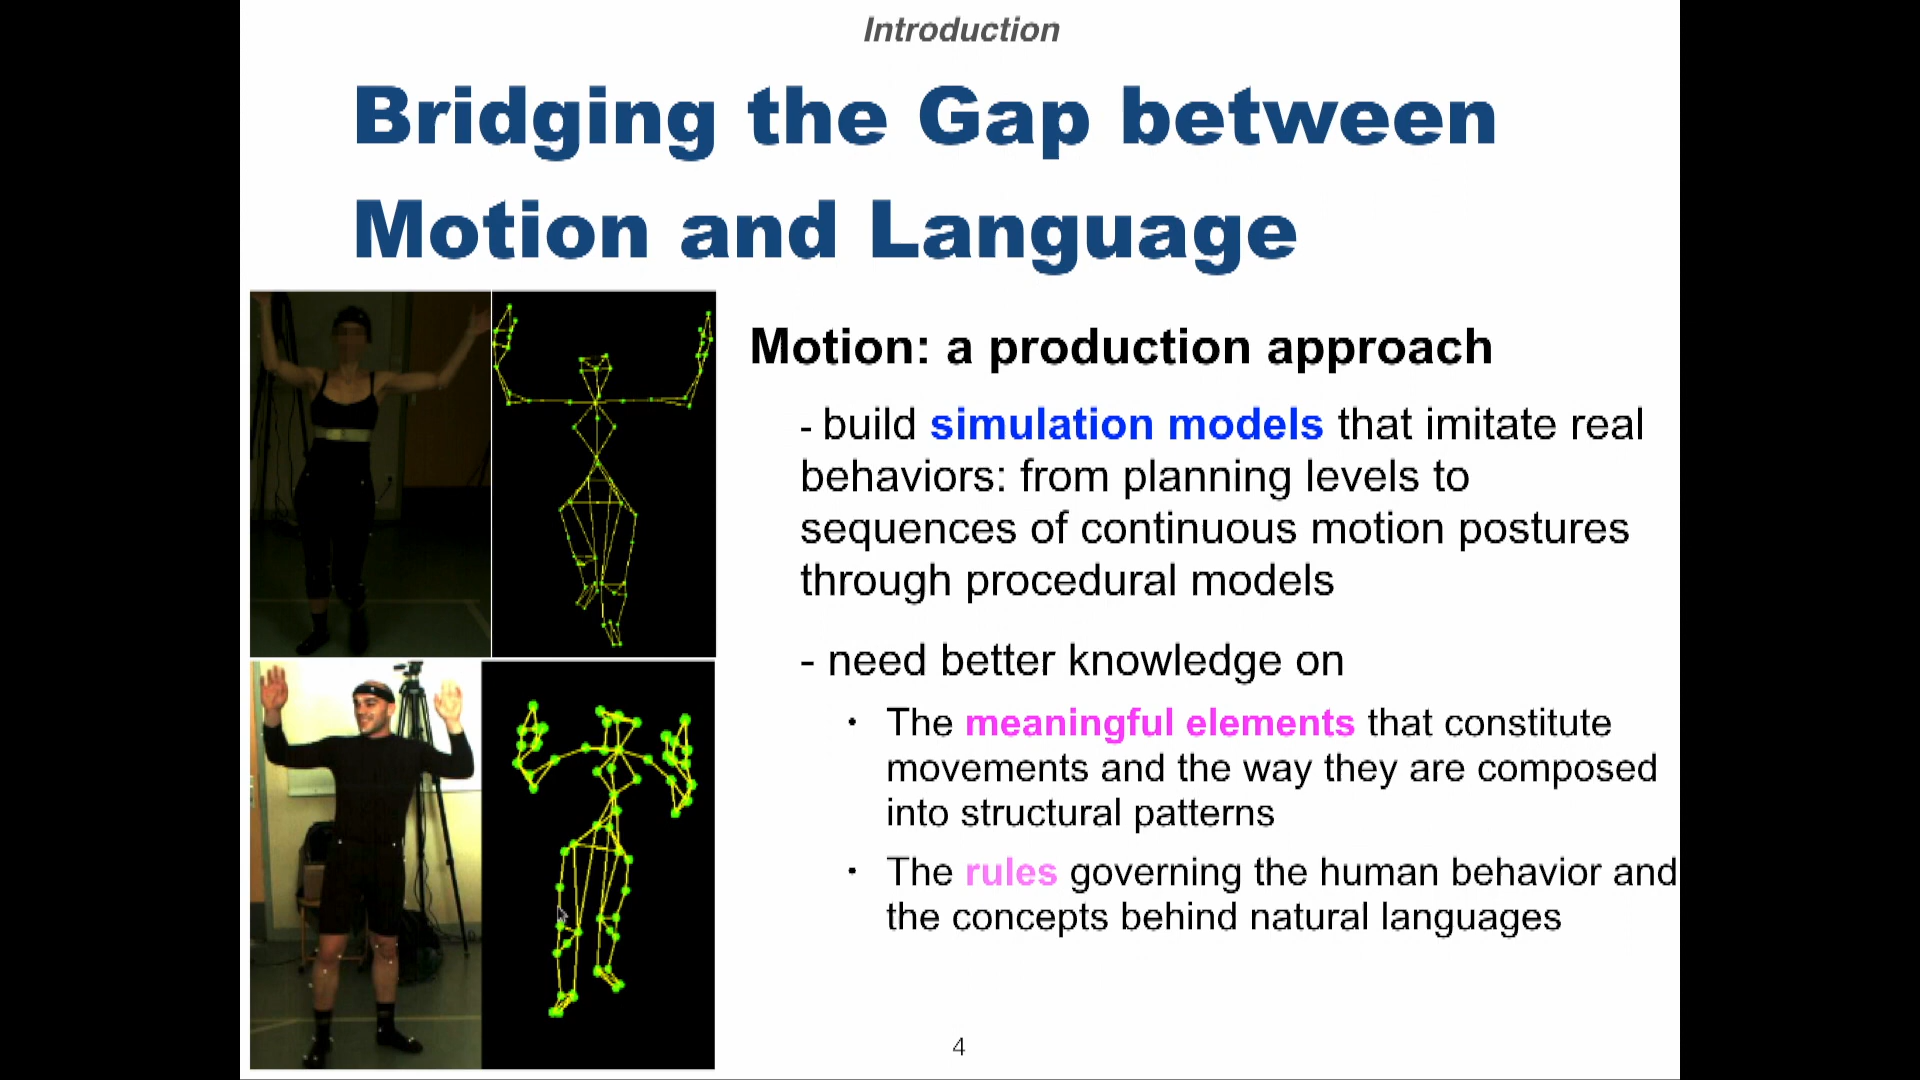 Introduction
Bridging the Gap between
Motion and Language
Motion: a production approach
- build simulation models that imitate real
behaviors: from planning levels to
sequences of continuous motion postures
through procedural models
- need better knowledge on
· The meaningful elements that constitute
movements and the way they are composed
into structural patterns
· The rules governing the human behavior and
the concepts behind natural languages
4